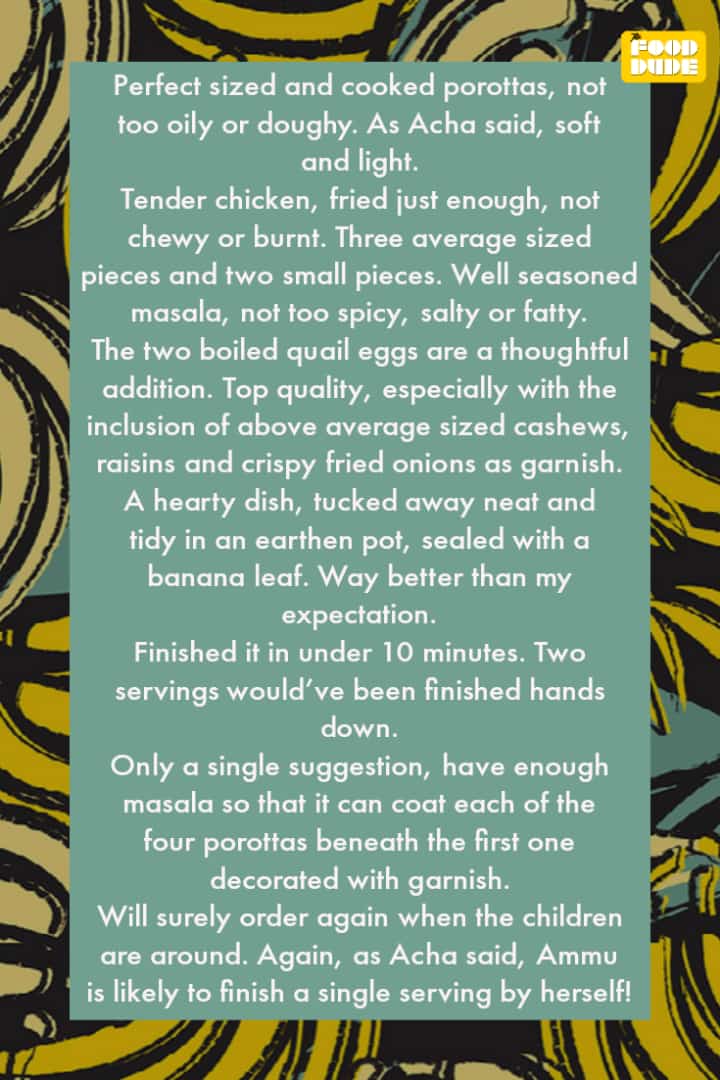 FOOD
DUDE
Perfect sized and cooked porottas, not
too oily or doughy. As Acha said, soft
and light.
Tender chicken, fried just enough, not
chewy or burnt. Three average sized
pieces and two small pieces. Well seasoned
masala, not too spicy, salty or fatty.
The two boiled quail eggs are a thoughtful
addition. Top quality, especially with the
inclusion of above average sized cashews,
raisins and crispy fried onions as garnish.
A hearty dish, tucked away neat and
tidy in an earthen pot, sealed with a
banana leaf. Way better than my
expectation.
Finished it in under 10 minutes. Two
servings would’ve been finished hands
down.
Only a single suggestion, have enough
masala so that it can coat each of the
four porottas beneath the first one
decorated with garnish.
Will surely order again when the children
are around. Again, as Acha said, Ammu
is likely to finish a single serving by herself!